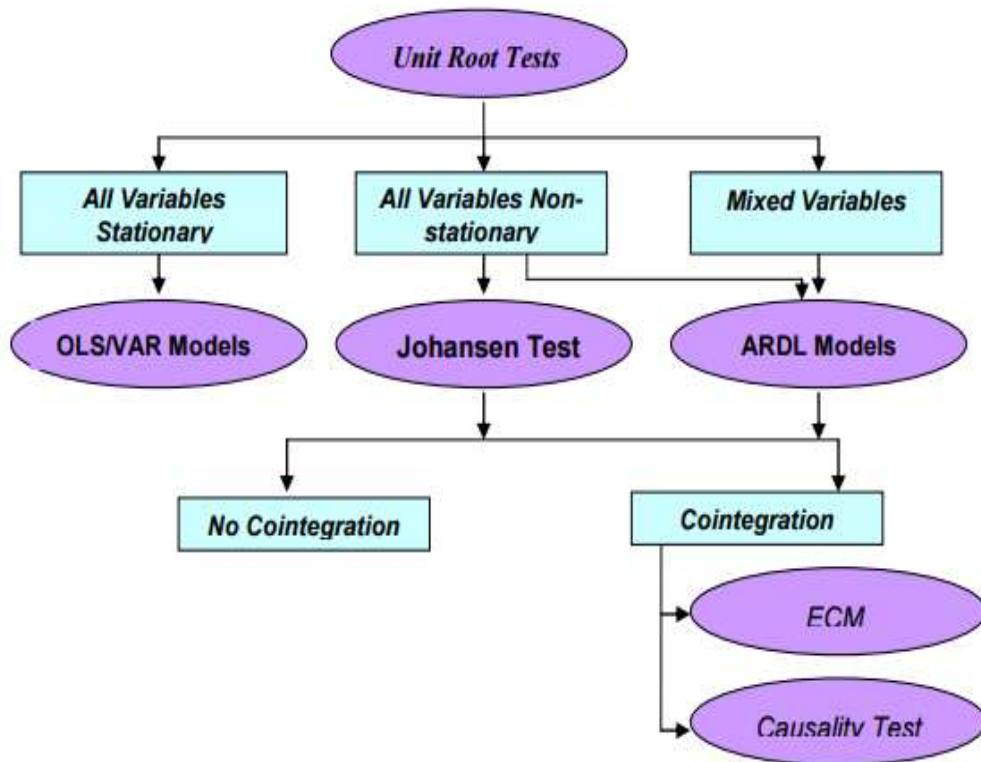 Unit Root Tests
All Variables
Stationary
All Variables Non-
stationary
Mixed Variables
OLS/VAR Models
Johansen Test
ARDL Models
No Cointegration
Cointegration
ECM
Causality Test